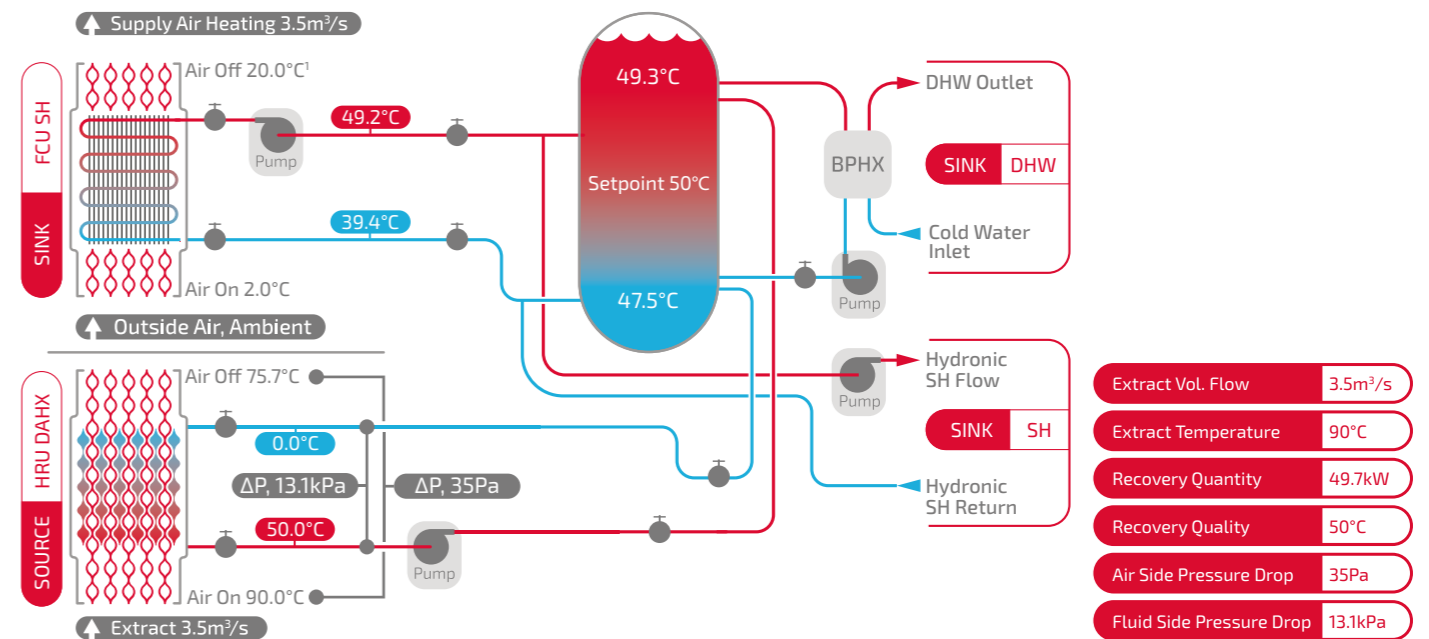 Supply Air Heating 3.5m³/s
Air Off 20.0°C¹
FCU SH
SINK
49.2°C
Pump
39.4°C
Air On 2.0°C
Outside Air, Ambient
49.3°C
Setpoint 50°C
47.5°C
DHW Outlet
BPHX
SINK DHW
Cold Water
Inlet
Pump
Air Off 75.7°C
HRU DAHX
SOURCE
0.0°C
ΔP, 13.1kPa
ΔP, 35Pa
50.0°C
Pump
Air On 90.0°C
Extract 3.5m³/s
Hydronic
SH Flow
Pump
SINK SH
Hydronic
SH Return
Extract Vol. Flow 3.5m³/s
Extract Temperature 90°C
Recovery Quantity 49.7kW
Recovery Quality 50°C
Air Side Pressure Drop 35Pa
Fluid Side Pressure Drop 13.1kPa